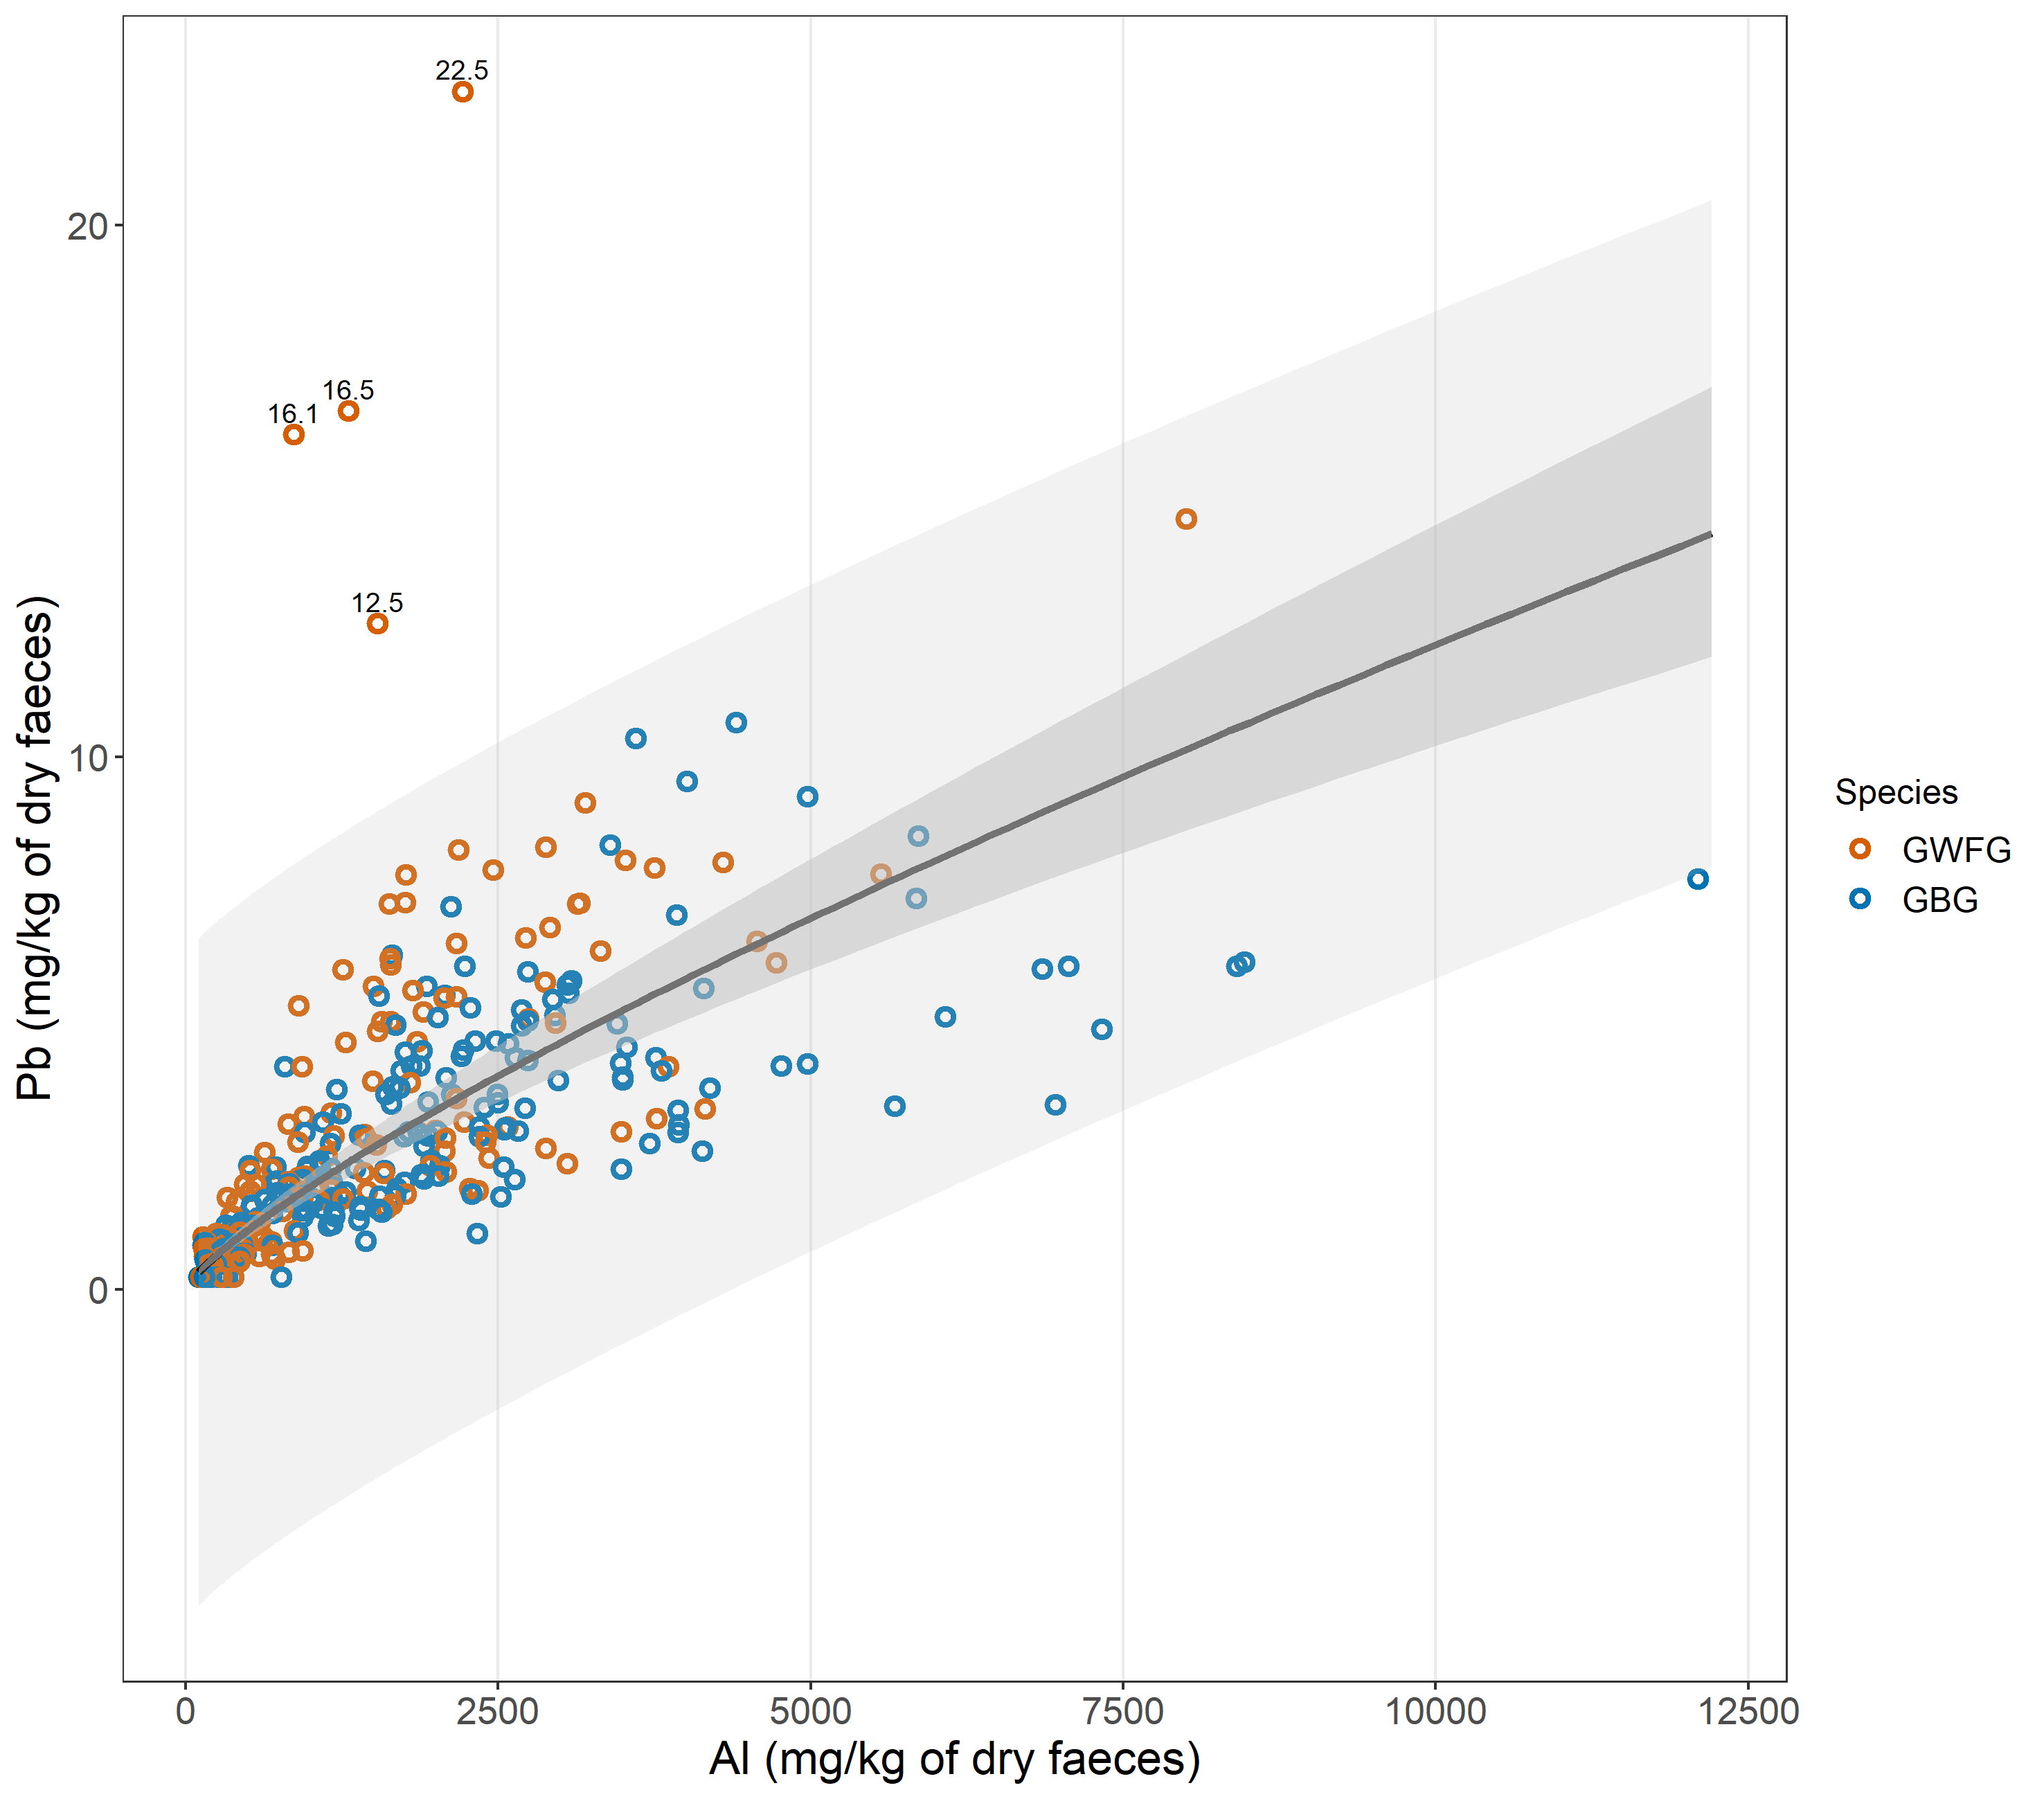 22.5
16.5
16.1
12.5
20
10
0
Pb (mg/kg of dry faeces)
0 2500 5000 7500 10000 12500
Al (mg/kg of dry faeces)
Species
GWFG
GBG